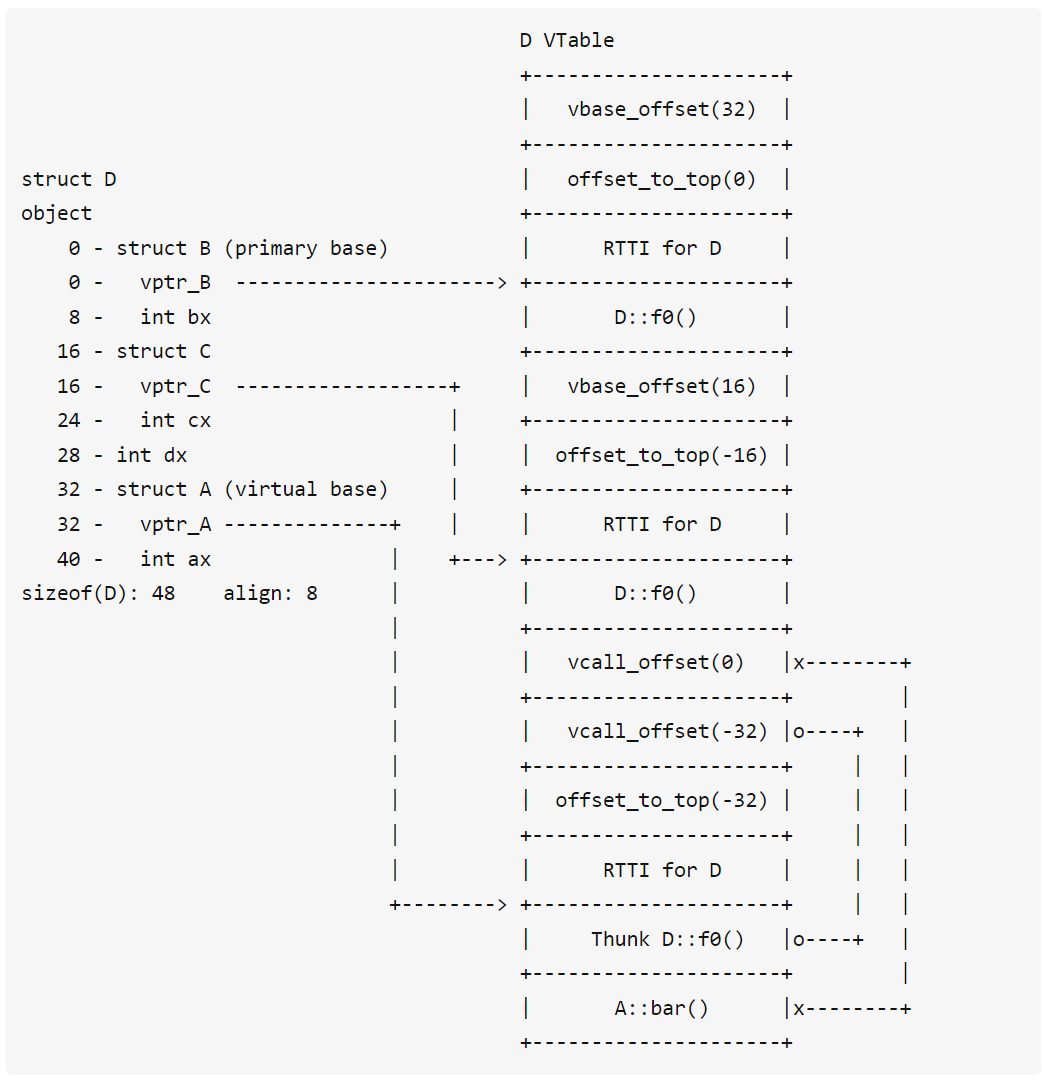 D VTable
                                          +---------------------+
                                          |   vbase_offset(32)  |
                                          +---------------------+
struct D                                  |   offset_to_top(0)  |
object                                    +---------------------+
    0 - struct B (primary base)           |      RTTI for D     |
    0 -   vptr_B  ----------------------> +---------------------+
    8 -   int bx                          |       D::f0()       |
   16 - struct C                          +---------------------+
   16 -   vptr_C  ------------------+     |   vbase_offset(16)  |
   24 -   int cx                    |     +---------------------+
   28 - int dx                      |     |  offset_to_top(-16) |
   32 - struct A (virtual base)     |     +---------------------+
   32 -   vptr_A --------------+    |     |      RTTI for D     |
   40 -   int ax               |    +---> +---------------------+
sizeof(D): 48    align: 8      |          |       D::f0()       |
                               |          +---------------------+
                               |          |   vcall_offset(0)   |x--------+
                               |          +---------------------+         |
                               |          |   vcall_offset(-32) |o----+   |
                               |          +---------------------+     |   |
                               |          |  offset_to_top(-32) |     |   |
                               |          +---------------------+     |   |
                               |          |      RTTI for D     |     |   |
                               +--------> +---------------------+     |   |
                                          |     Thunk D::f0()   |o----+   |
                                          +---------------------+         |
                                          |       A::bar()      |x--------+
                                          +---------------------+